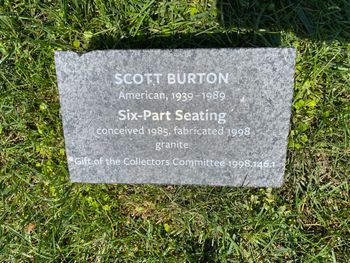 SCOTT BURTON
American, 1939–1989
Six-Part Seating
conceived 1985, fabricated 1998
granite
Gift of the Collectors Committee 1998.146.1